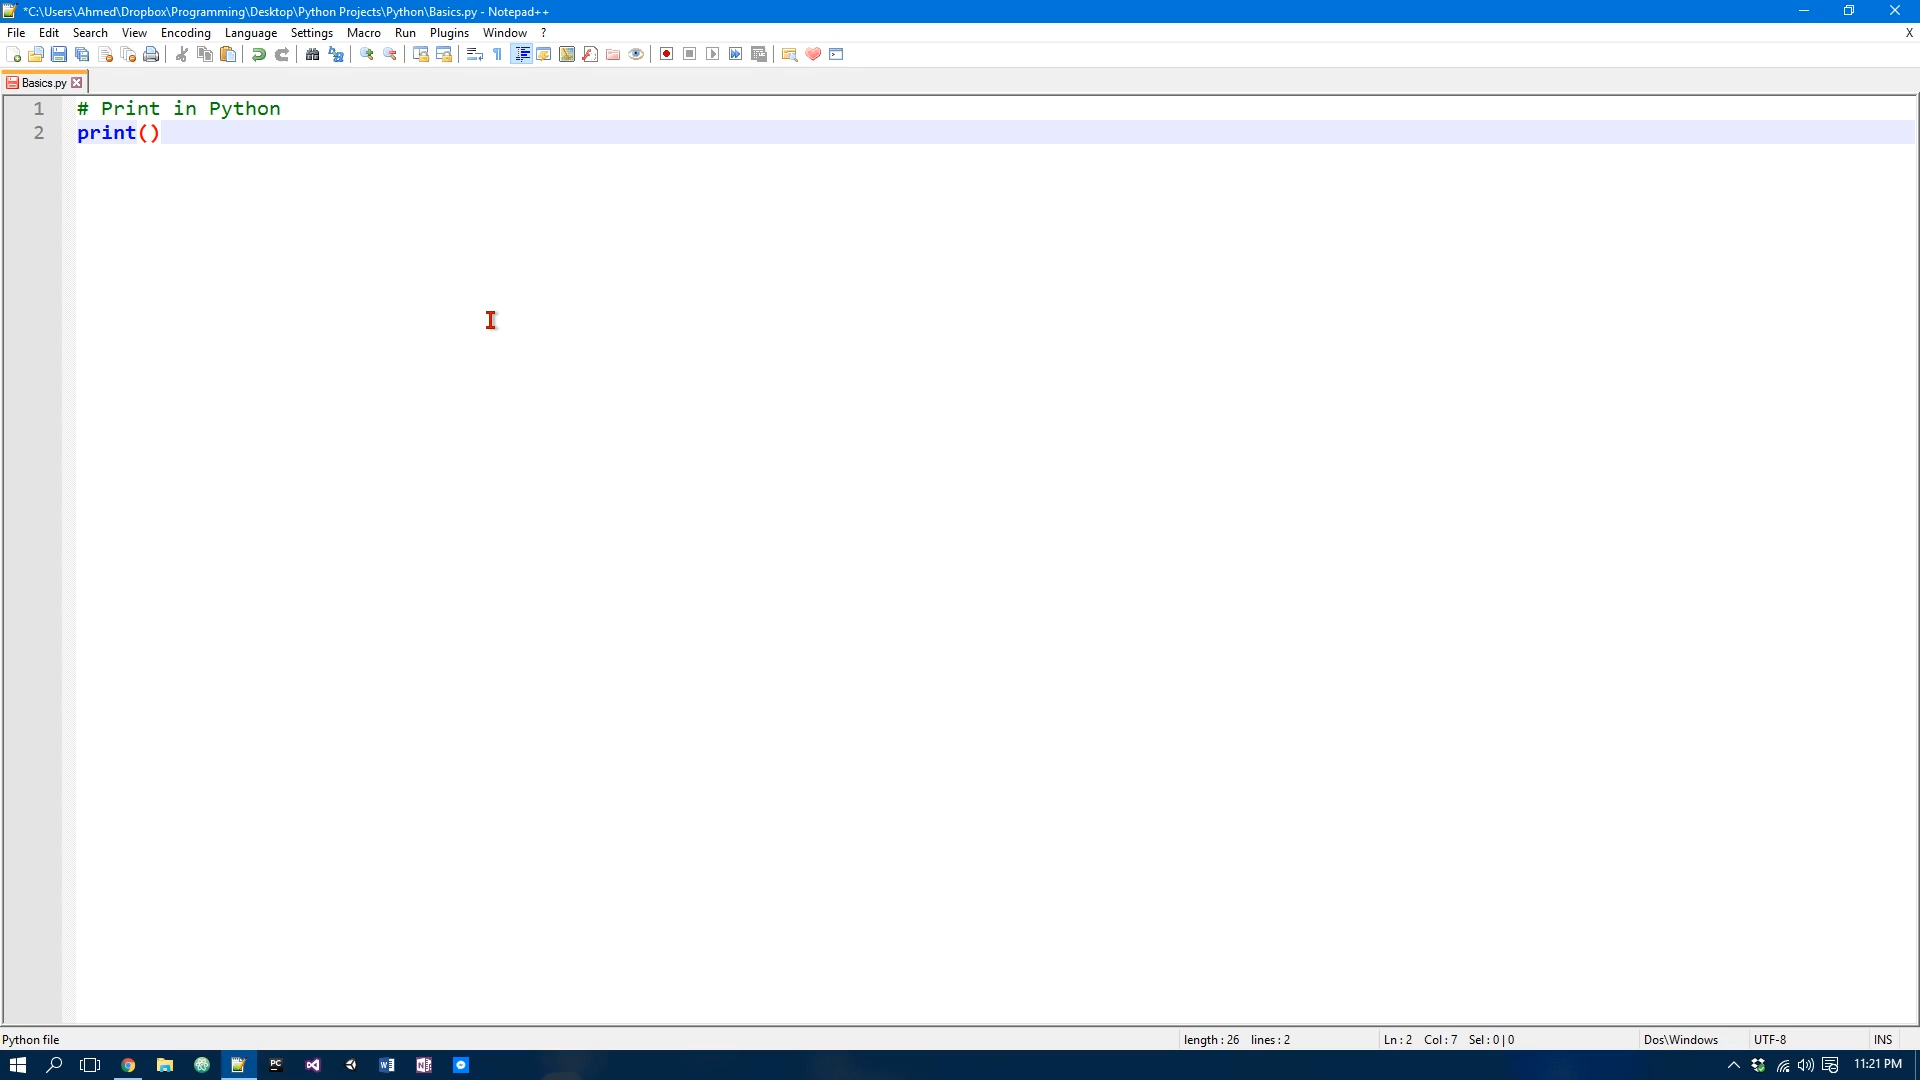 *C:\Users\Ahmed\Dropbox\Programming\Desktop\Python Projects\Python\Basics.py - Notepad++
File Edit Search View Encoding Language Settings Macro Run Plugins Window ? X
Basics.py
1 # Print in Python
2 print()
Python file length : 26 lines : 2 Ln : 2 Col : 7 Sel : 0 | 0 Dos\Windows UTF-8 INS
11:21 PM